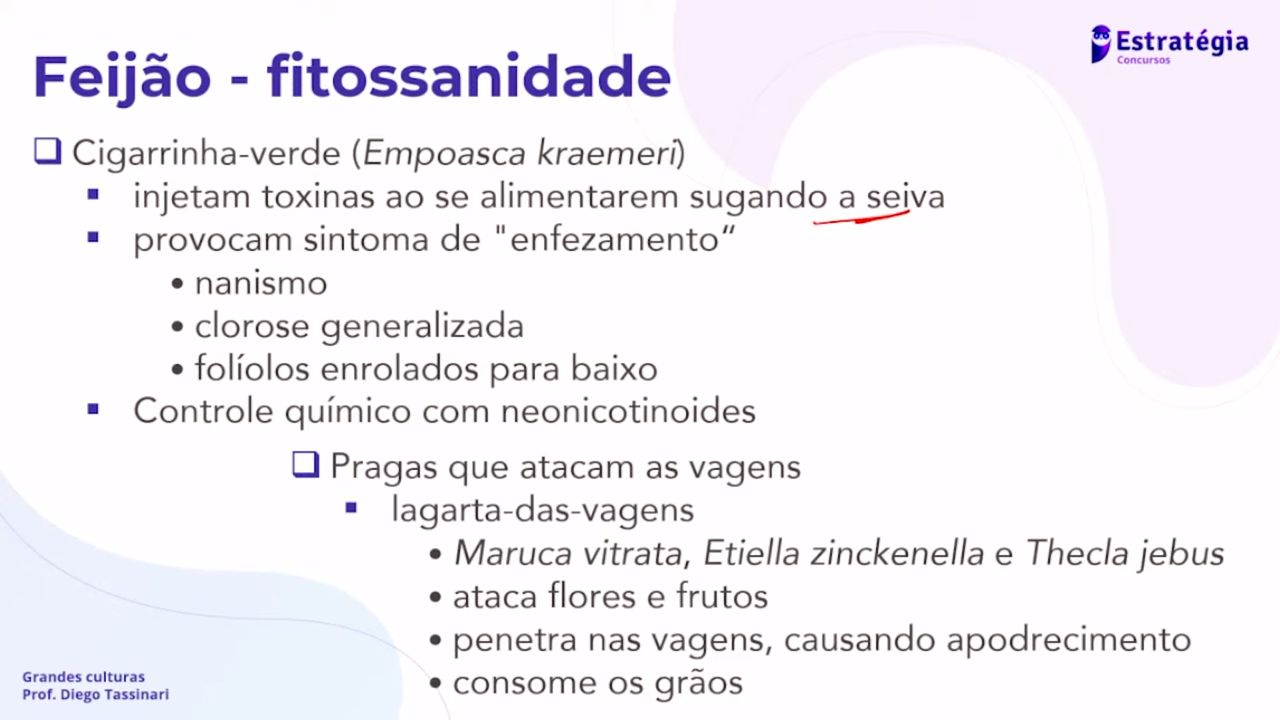 Estratégia
Concursos
Feijão - fitossanidade
Cigarrinha-verde (Empoasca kraemeri)
injetam toxinas ao se alimentarem sugando a seiva
provocam sintoma de "enfezamento“
nanismo
clorose generalizada
folíolos enrolados para baixo
Controle químico com neonicotinoides
Pragas que atacam as vagens
lagarta-das-vagens
Maruca vitrata, Etiella zinckenella e Thecla jebus
ataca flores e frutos
penetra nas vagens, causando apodrecimento
consome os grãos
Grandes culturas
Prof. Diego Tassinari